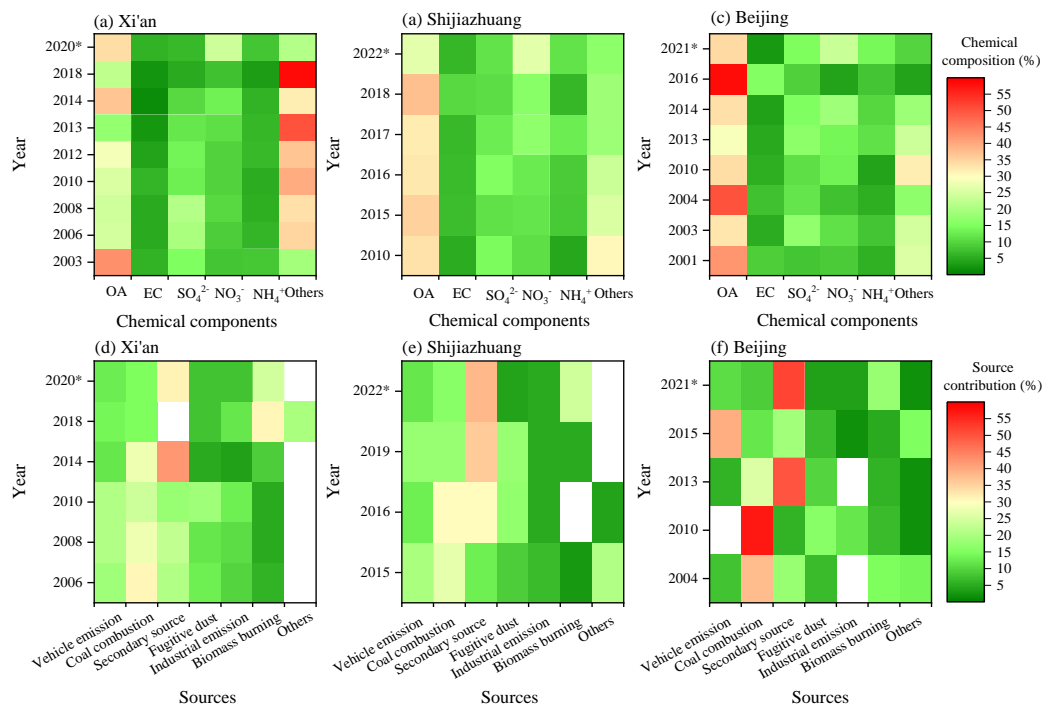 (a) Xi'an
(a) Shijiazhuang
(c) Beijing
Chemical
composition (%)
Year
2020*
2018
2014
2013
2012
2010
2008
2006
2003
OA EC SO₄²⁻ NO₃⁻ NH₄⁺ Others
Chemical components
Year
2022*
2018
2017
2016
2015
2010
OA EC SO₄²⁻ NO₃⁻ NH₄⁺ Others
Chemical components
Year
2021*
2016
2014
2013
2010
2004
2003
2001
OA EC SO₄²⁻ NO₃⁻ NH₄⁺ Others
Chemical components
55
50
45
40
35
30
25
20
15
10
5
(d) Xi'an
(e) Shijiazhuang
(f) Beijing
Source
contribution (%)
Year
2020*
2018
2014
2010
2008
2006
Vehicle emission
Coal combustion
Secondary source
Fugitive dust
Industrial emission
Biomass burning
Others
Sources
Year
2022*
2019
2016
2015
Vehicle emission
Coal combustion
Secondary source
Fugitive dust
Industrial emission
Biomass burning
Others
Sources
Year
2021*
2015
2013
2010
2004
Vehicle emission
Coal combustion
Secondary source
Fugitive dust
Industrial emission
Biomass burning
Others
Sources
55
50
45
40
35
30
25
20
15
10
5